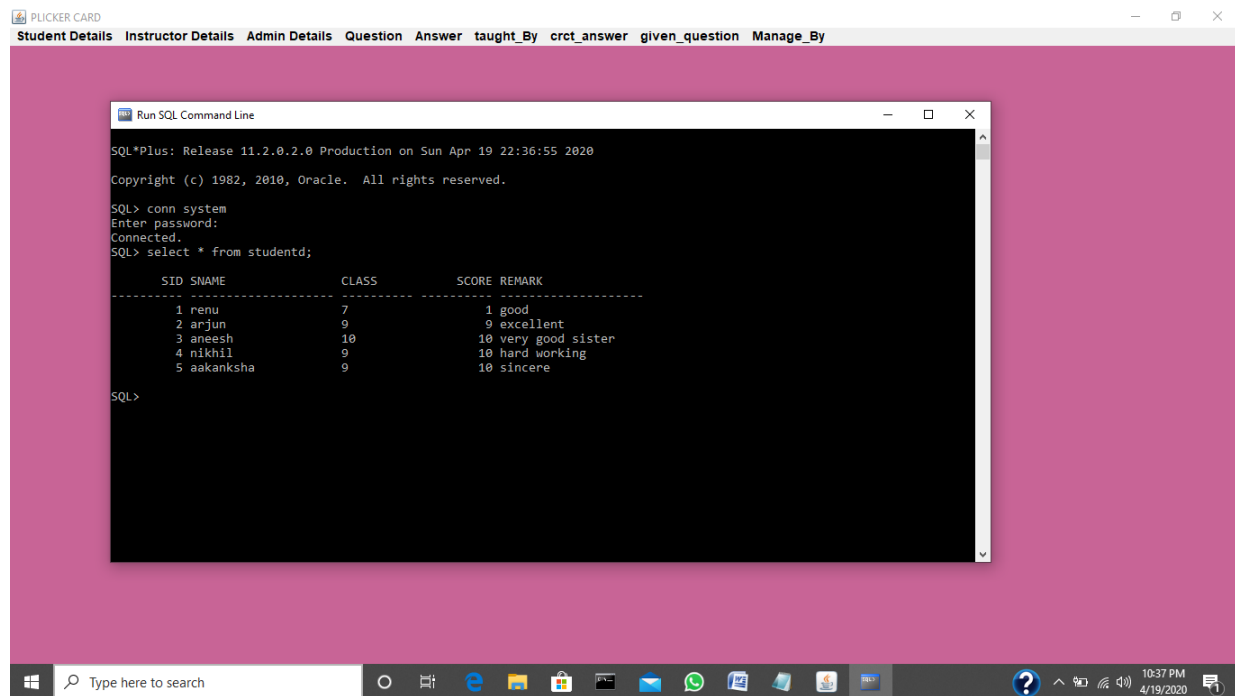 PLICKER CARD
Student Details Instructor Details Admin Details Question Answer taught_By crct_answer given_question Manage_By
Run SQL Command Line
SQL*Plus: Release 11.2.0.2.0 Production on Sun Apr 19 22:36:55 2020
Copyright (c) 1982, 2010, Oracle.  All rights reserved.
SQL> conn system
Enter password:
Connected.
SQL> select * from studentd;
SID SNAME CLASS SCORE REMARK
---------- -------------------- ---------- ---------- --------------------
1 renu 7 1 good
2 arjun 9 9 excellent
3 aneesh 10 10 very good sister
4 nikhil 9 10 hard working
5 aakanksha 9 10 sincere
SQL>
Type here to search
10:37 PM
4/19/2020